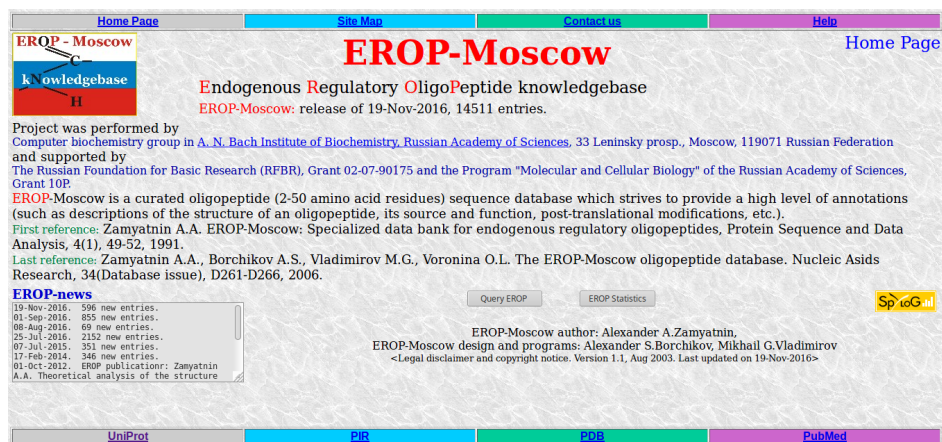 Home Page
Site Map
Contact us
Help
EROP - Moscow
C
kNowledgebase
H
EROP-Moscow
Home Page
Endogenous Regulatory OligoPeptide knowledgebase
EROP-Moscow: release of 19-Nov-2016, 14511 entries.
Project was performed by
Computer biochemistry group in A. N. Bach Institute of Biochemistry, Russian Academy of Sciences, 33 Leninsky prosp., Moscow, 119071 Russian Federation
and supported by
The Russian Foundation for Basic Research (RFBR), Grant 02-07-90175 and the Program "Molecular and Cellular Biology" of the Russian Academy of Sciences,
Grant 10P.
EROP-Moscow is a curated oligopeptide (2-50 amino acid residues) sequence database which strives to provide a high level of annotations
(such as descriptions of the structure of an oligopeptide, its source and function, post-translational modifications, etc.).
First reference: Zamyatnin A.A. EROP-Moscow: Specialized data bank for endogenous regulatory oligopeptides, Protein Sequence and Data
Analysis, 4(1), 49-52, 1991.
Last reference: Zamyatnin A.A., Borchikov A.S., Vladimirov M.G., Voronina O.L. The EROP-Moscow oligopeptide database. Nucleic Asids
Research, 34(Database issue), D261-D266, 2006.
EROP-news
19-Nov-2016. 596 new entries.
01-Sep-2016. 855 new entries.
08-Aug-2016. 69 new entries.
25-Jul-2016. 2152 new entries.
07-Jul-2015. 351 new entries.
17-Feb-2014. 346 new entries.
01-Oct-2012. EROP publicationr: Zamyatnin
A.A. Theoretical analysis of the structure
Query EROP
EROP Statistics
SpyLOG
EROP-Moscow author: Alexander A.Zamyatnin,
EROP-Moscow design and programs: Alexander S.Borchikov, Mikhail G.Vladimirov
<Legal disclaimer and copyright notice. Version 1.1, Aug 2003. Last updated on 19-Nov-2016>
UniProt
PIR
PDB
PubMed